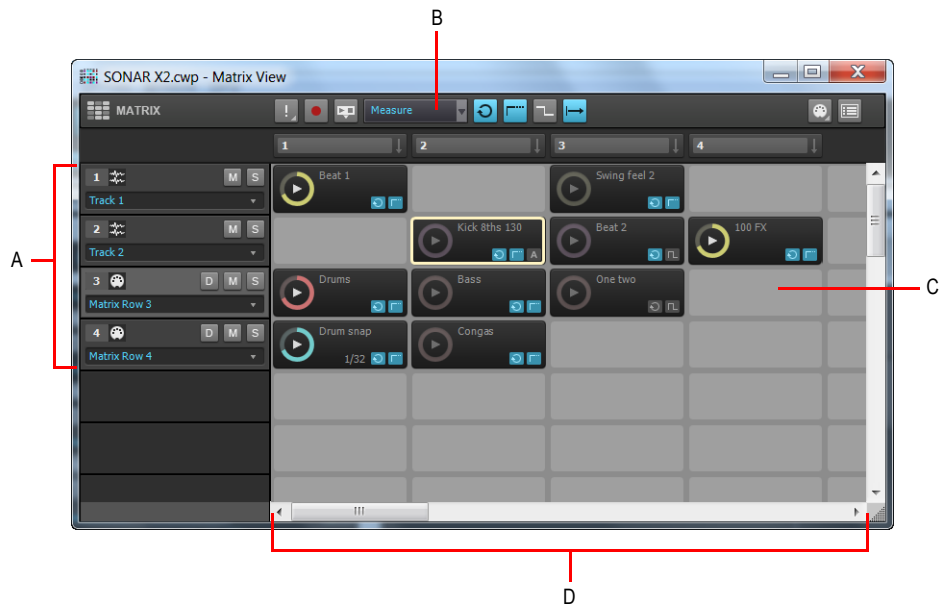 B
SONAR X2.cwp - Matrix View
MATRIX
!
Measure
1 2 3 4
1 M S
Track 1
Beat 1
Swing feel 2
2 M S
Track 2
Kick 8ths 130
A
Beat 2
100 FX
A
3 D M S
Matrix Row 3
Drums
Bass
One two
C
4 D M S
Matrix Row 4
Drum snap
1/32
Congas
D